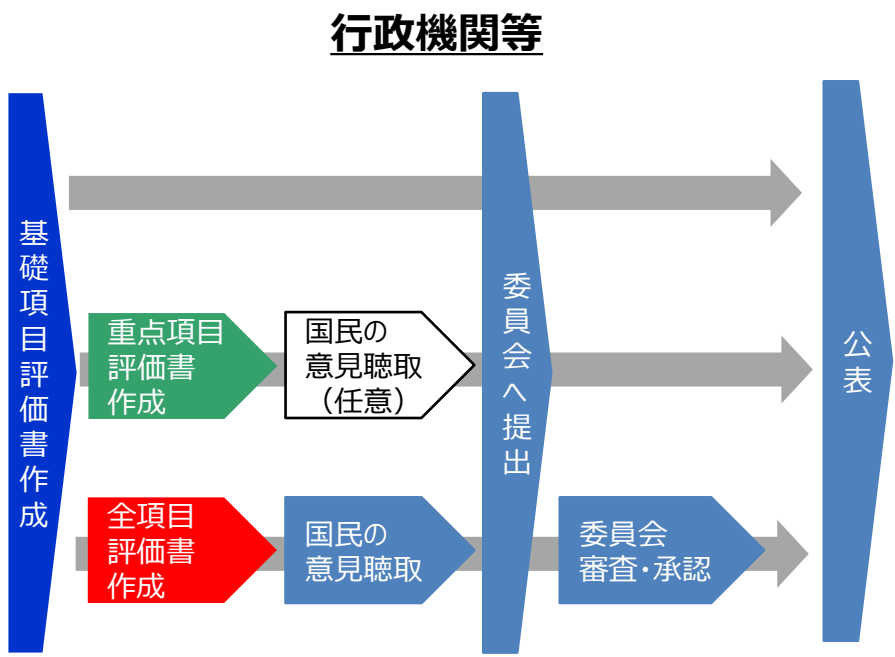 行政機関等
基礎項目評価書作成
重点項目
評価書
作成
国民の
意見聴取
（任意）
全項目
評価書
作成
国民の
意見聴取
委員会へ提出
委員会
審査・承認
公表